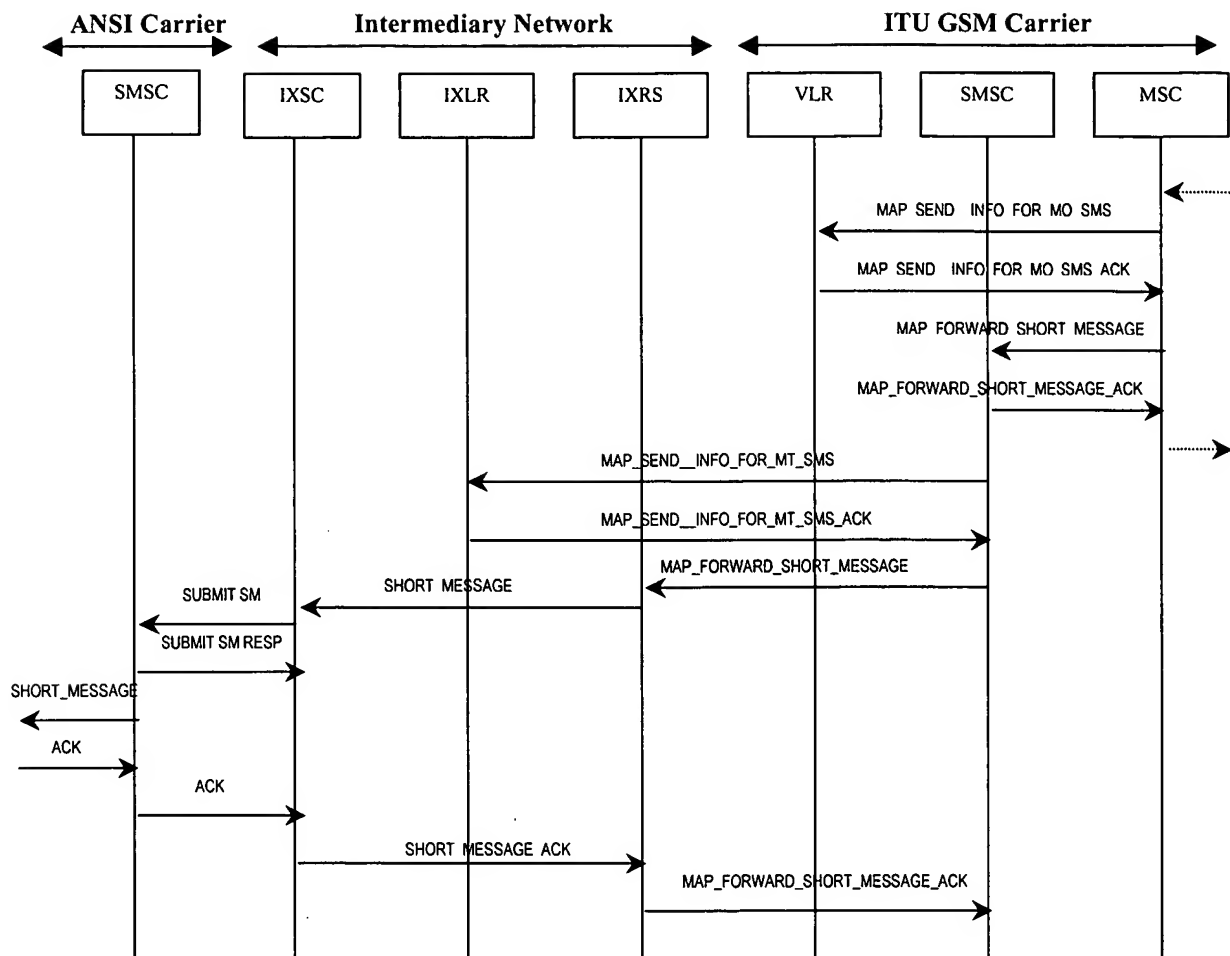 ANSI Carrier
Intermediary Network
ITU GSM Carrier
SMSC
IXSC
IXLR
IXRS
VLR
SMSC
MSC
MAP SEND INFO FOR MO SMS
MAP SEND INFO FOR MO SMS ACK
MAP FORWARD SHORT MESSAGE
MAP_FORWARD_SHORT_MESSAGE_ACK
MAP_SEND__INFO_FOR_MT_SMS
MAP_SEND__INFO_FOR_MT_SMS_ACK
MAP_FORWARD_SHORT_MESSAGE
SHORT MESSAGE
SUBMIT SM
SUBMIT SM RESP
SHORT_MESSAGE
ACK
ACK
SHORT MESSAGE ACK
MAP_FORWARD_SHORT_MESSAGE_ACK